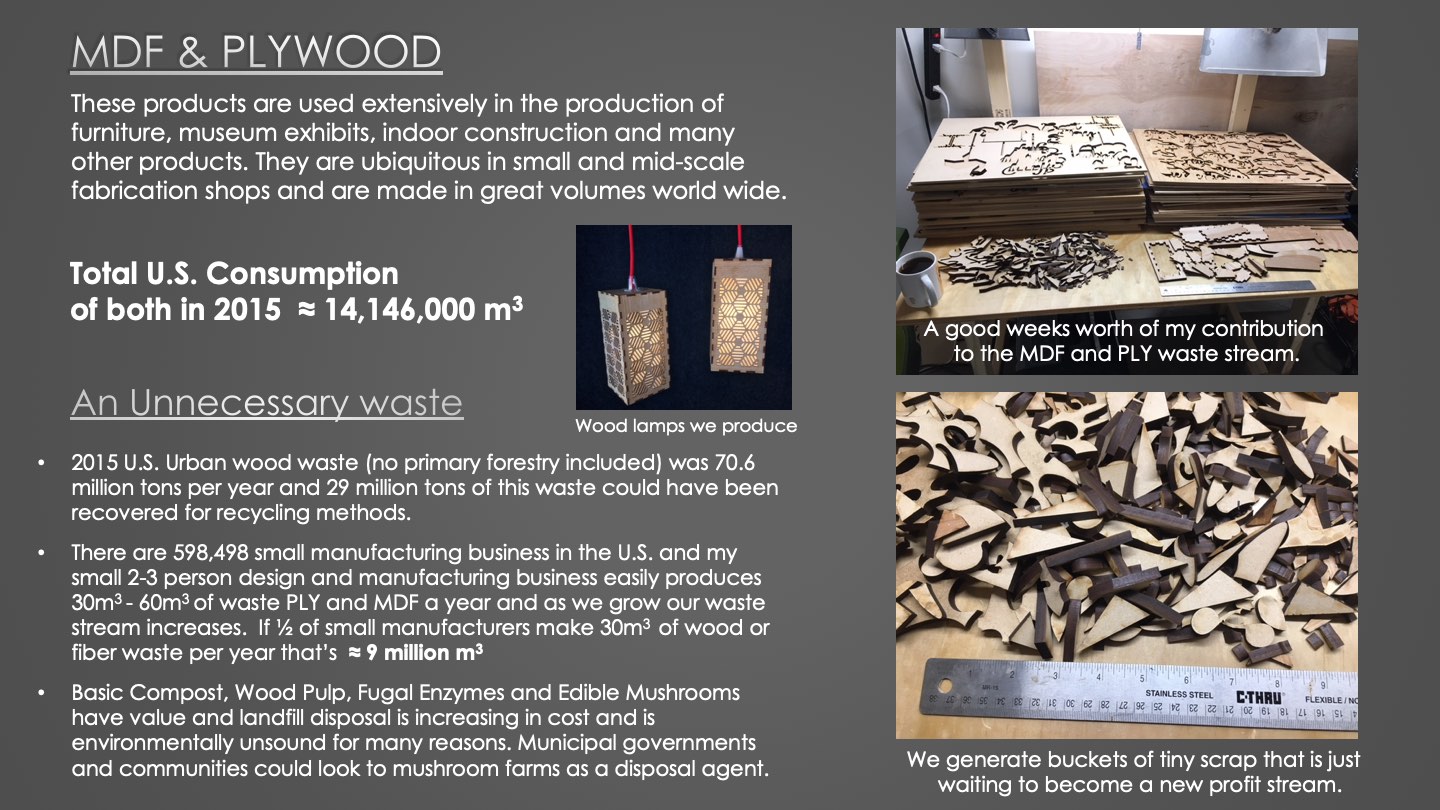 MDF & PLYWOOD
These products are used extensively in the production of
furniture, museum exhibits, indoor construction and many
other products. They are ubiquitous in small and mid-scale
fabrication shops and are made in great volumes world wide.
Total U.S. Consumption
of both in 2015 ≈ 14,146,000 m³
Wood lamps we produce
An Unnecessary waste
• 2015 U.S. Urban wood waste (no primary forestry included) was 70.6
million tons per year and 29 million tons of this waste could have been
recovered for recycling methods.
• There are 598,498 small manufacturing business in the U.S. and my
small 2-3 person design and manufacturing business easily produces
30m³ - 60m³ of waste PLY and MDF a year and as we grow our waste
stream increases. If ½ of small manufacturers make 30m³ of wood or
fiber waste per year that's ≈ 9 million m³
• Basic Compost, Wood Pulp, Fugal Enzymes and Edible Mushrooms
have value and landfill disposal is increasing in cost and is
environmentally unsound for many reasons. Municipal governments
and communities could look to mushroom farms as a disposal agent.
A good weeks worth of my contribution
to the MDF and PLY waste stream.
1 2 3 4 5 6 7 8 9
STAINLESS STEEL C-THRU FLEXIBLE/NO
We generate buckets of tiny scrap that is just
waiting to become a new profit stream.